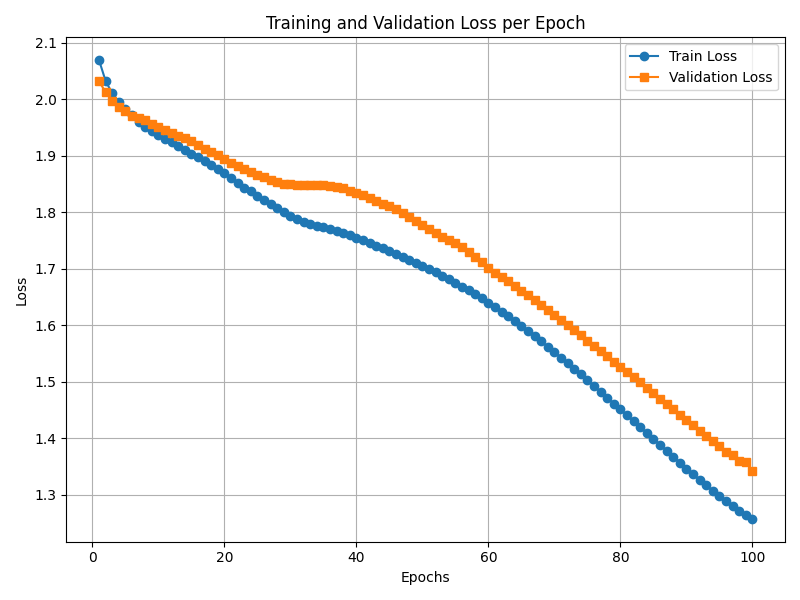 Training and Validation Loss per Epoch
Train Loss
Validation Loss
2.1
2.0
1.9
1.8
1.7
1.6
1.5
1.4
1.3
Loss
0 20 40 60 80 100
Epochs